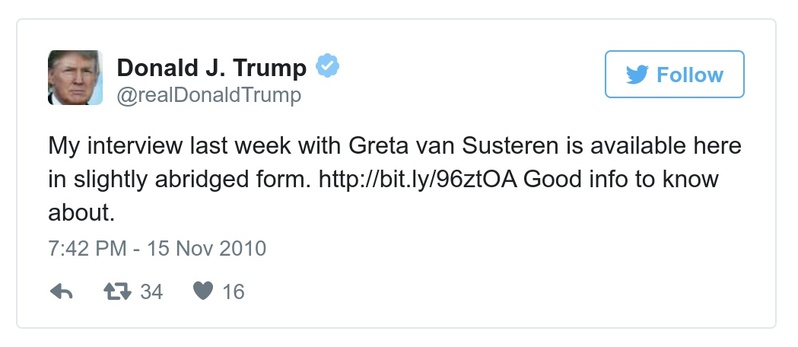 Donald J. Trump
@realDonaldTrump
Follow
My interview last week with Greta van Susteren is available here
in slightly abridged form. http://bit.ly/96ztOA Good info to know
about.
7:42 PM - 15 Nov 2010
34
16